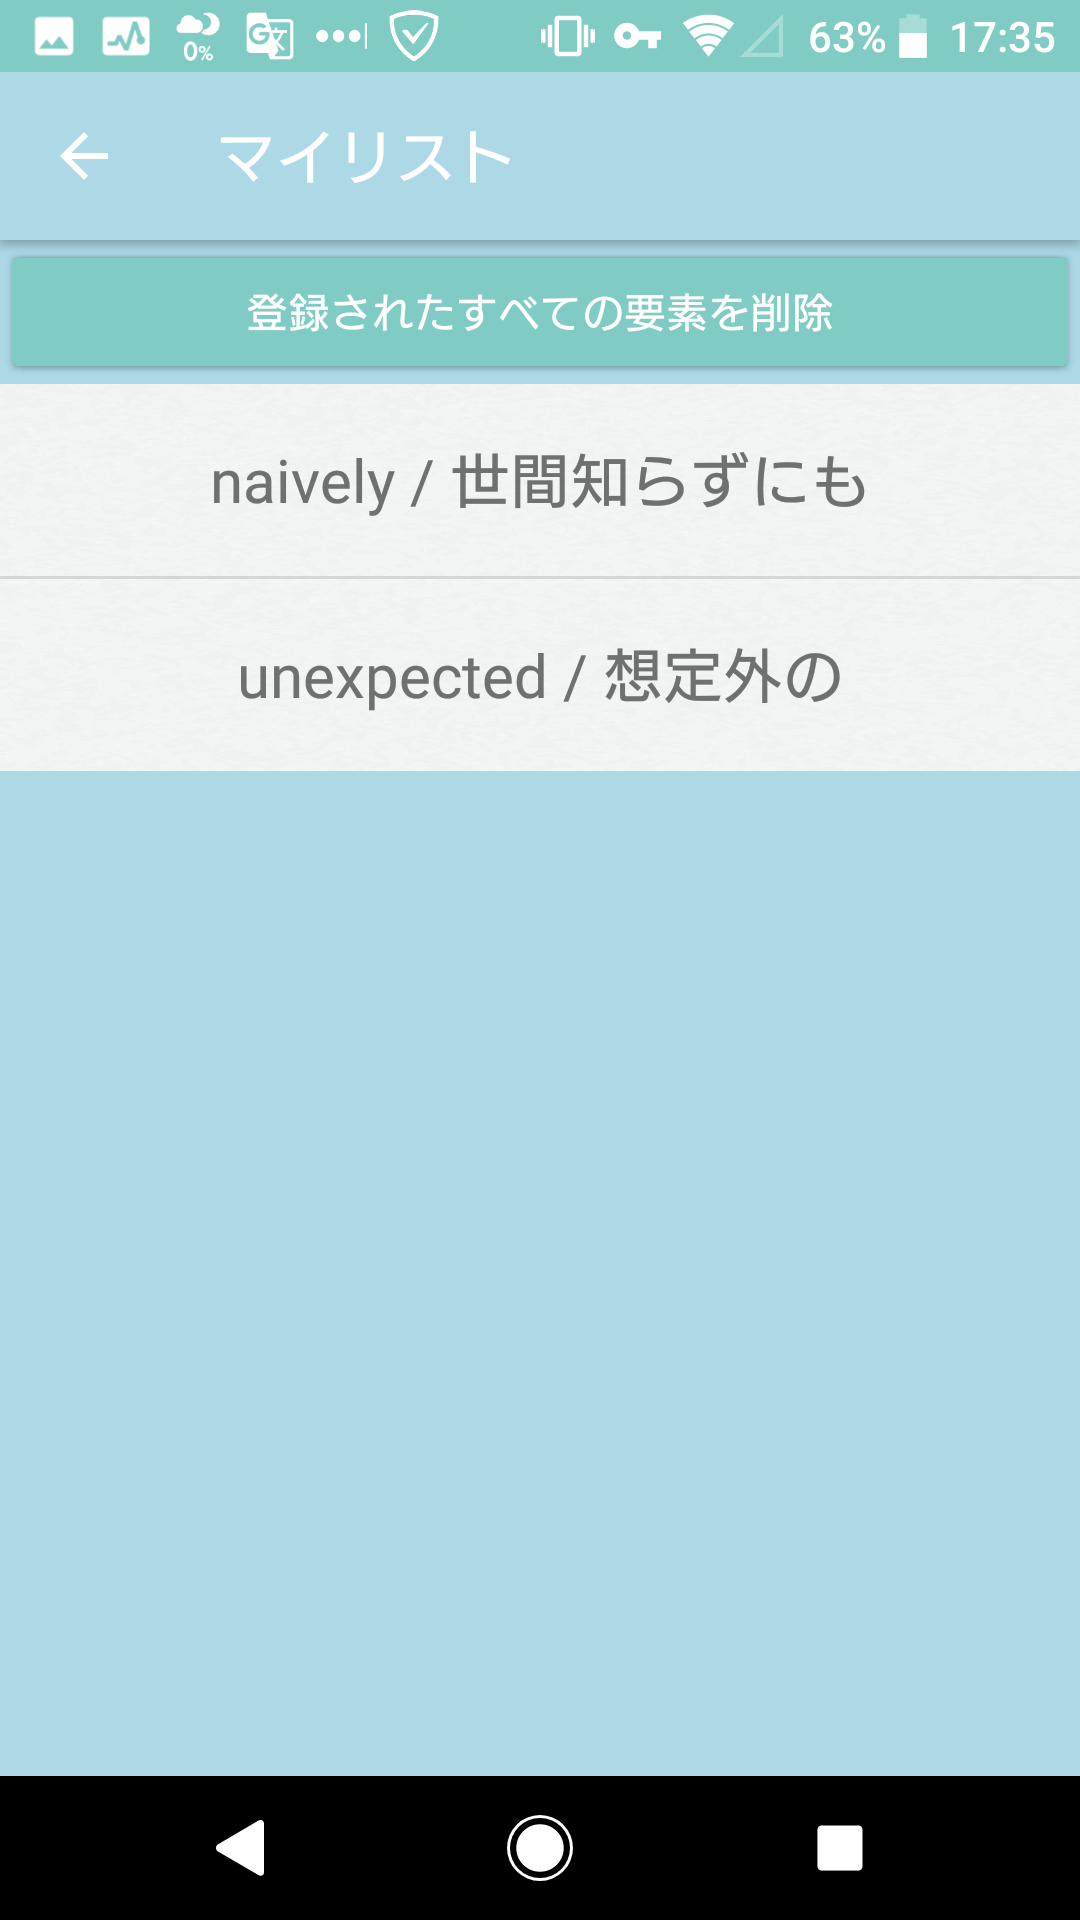 0%
63% 17:35
マイリスト
登録されたすべての要素を削除
naively / 世間知らずにも
unexpected / 想定外の